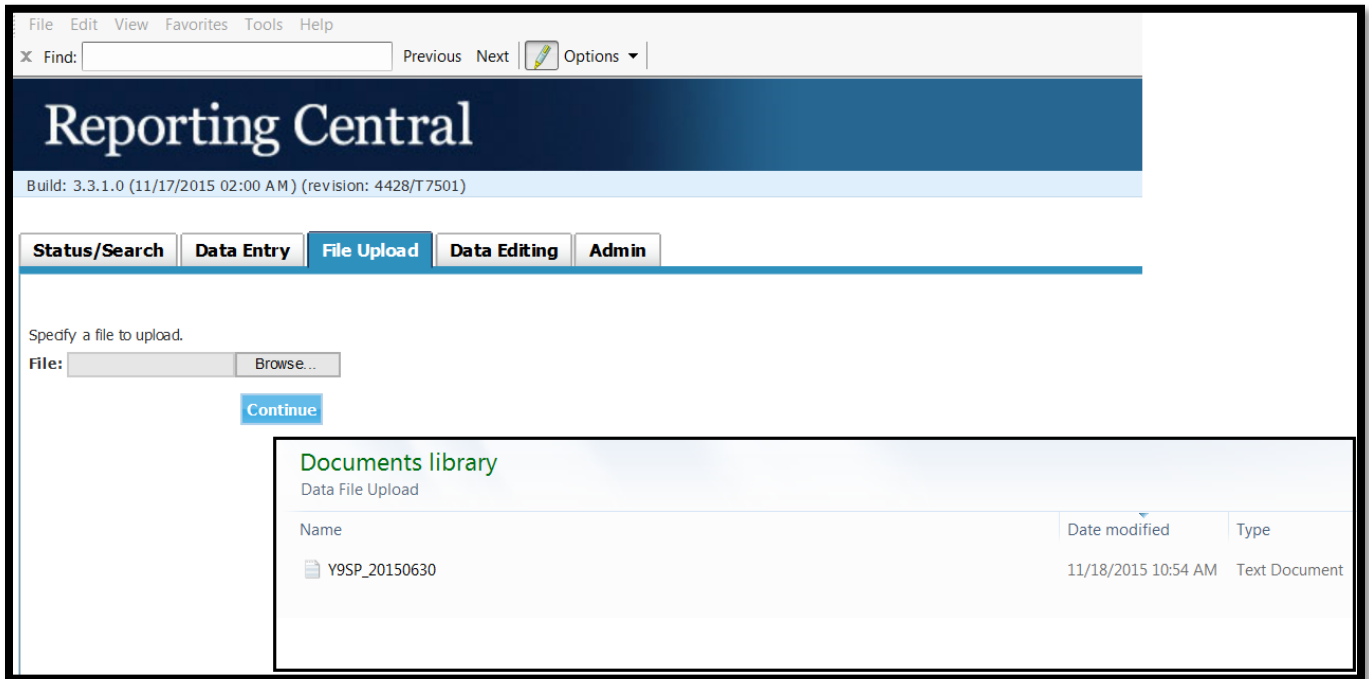 File Edit View Favorites Tools Help
x Find: Previous Next Options
Reporting Central
Build: 3.3.1.0 (11/17/2015 02:00 AM) (revision: 4428/T7501)
Status/Search Data Entry File Upload Data Editing Admin
Specify a file to upload.
File: Browse...
Continue
Documents library
Data File Upload
Name Date modified Type
Y9SP_20150630 11/18/2015 10:54 AM Text Document